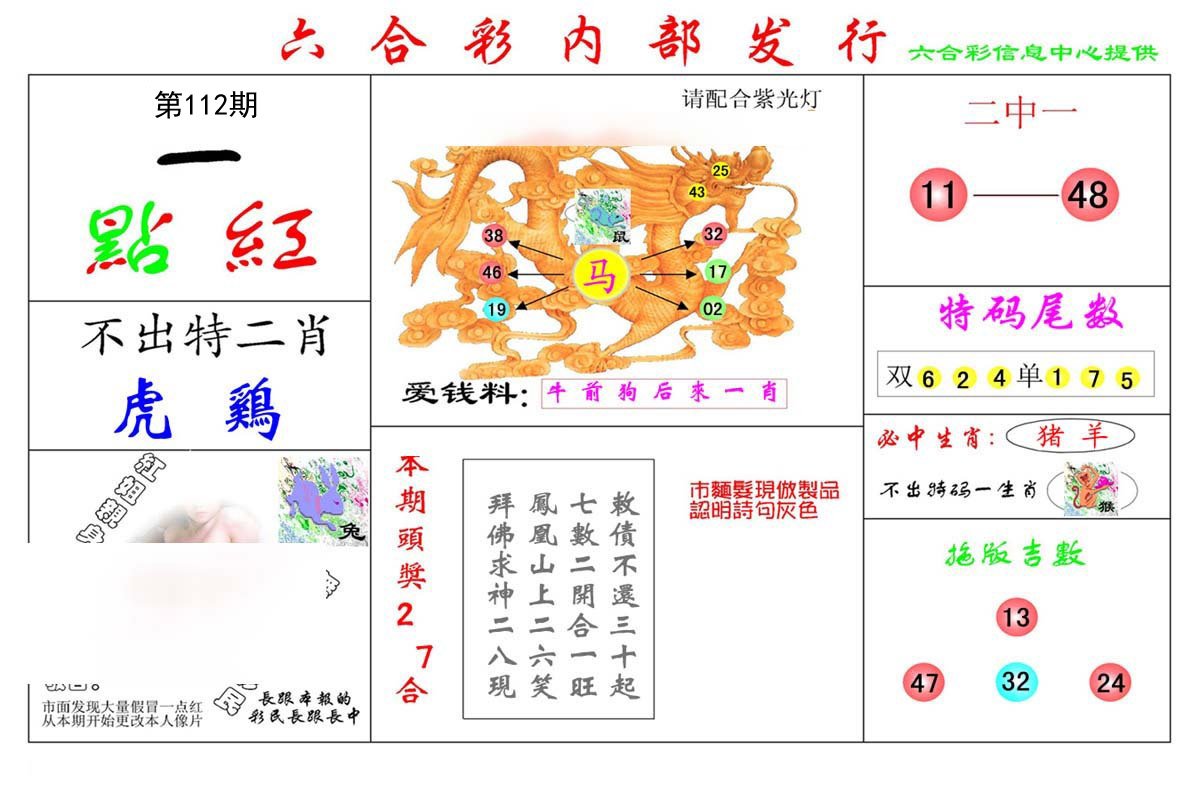 六合彩内部发行
六合彩信息中心提供
第112期
一
點紅
不出特二肖
虎 鷄
兔
市面发现大量假冒一点红
从本期开始更改本人像片
長跟本報的
彩民長跟長中
请配合紫光灯
25
43
鼠
38
32
马
46
17
19
02
爱钱料:
牛前狗后來一肖
本期頭獎27合
敕債不還三十起
七數二開合一旺
鳳凰山上二六笑
拜佛求神二八現
市麵髮現倣製品
認明詩句灰色
二中一
11
48
特码尾数
双 6 2 4 单 1 7 5
必中生肖:
猪 羊
不出特码一生肖
猴
拖版吉數
13
47
32
24